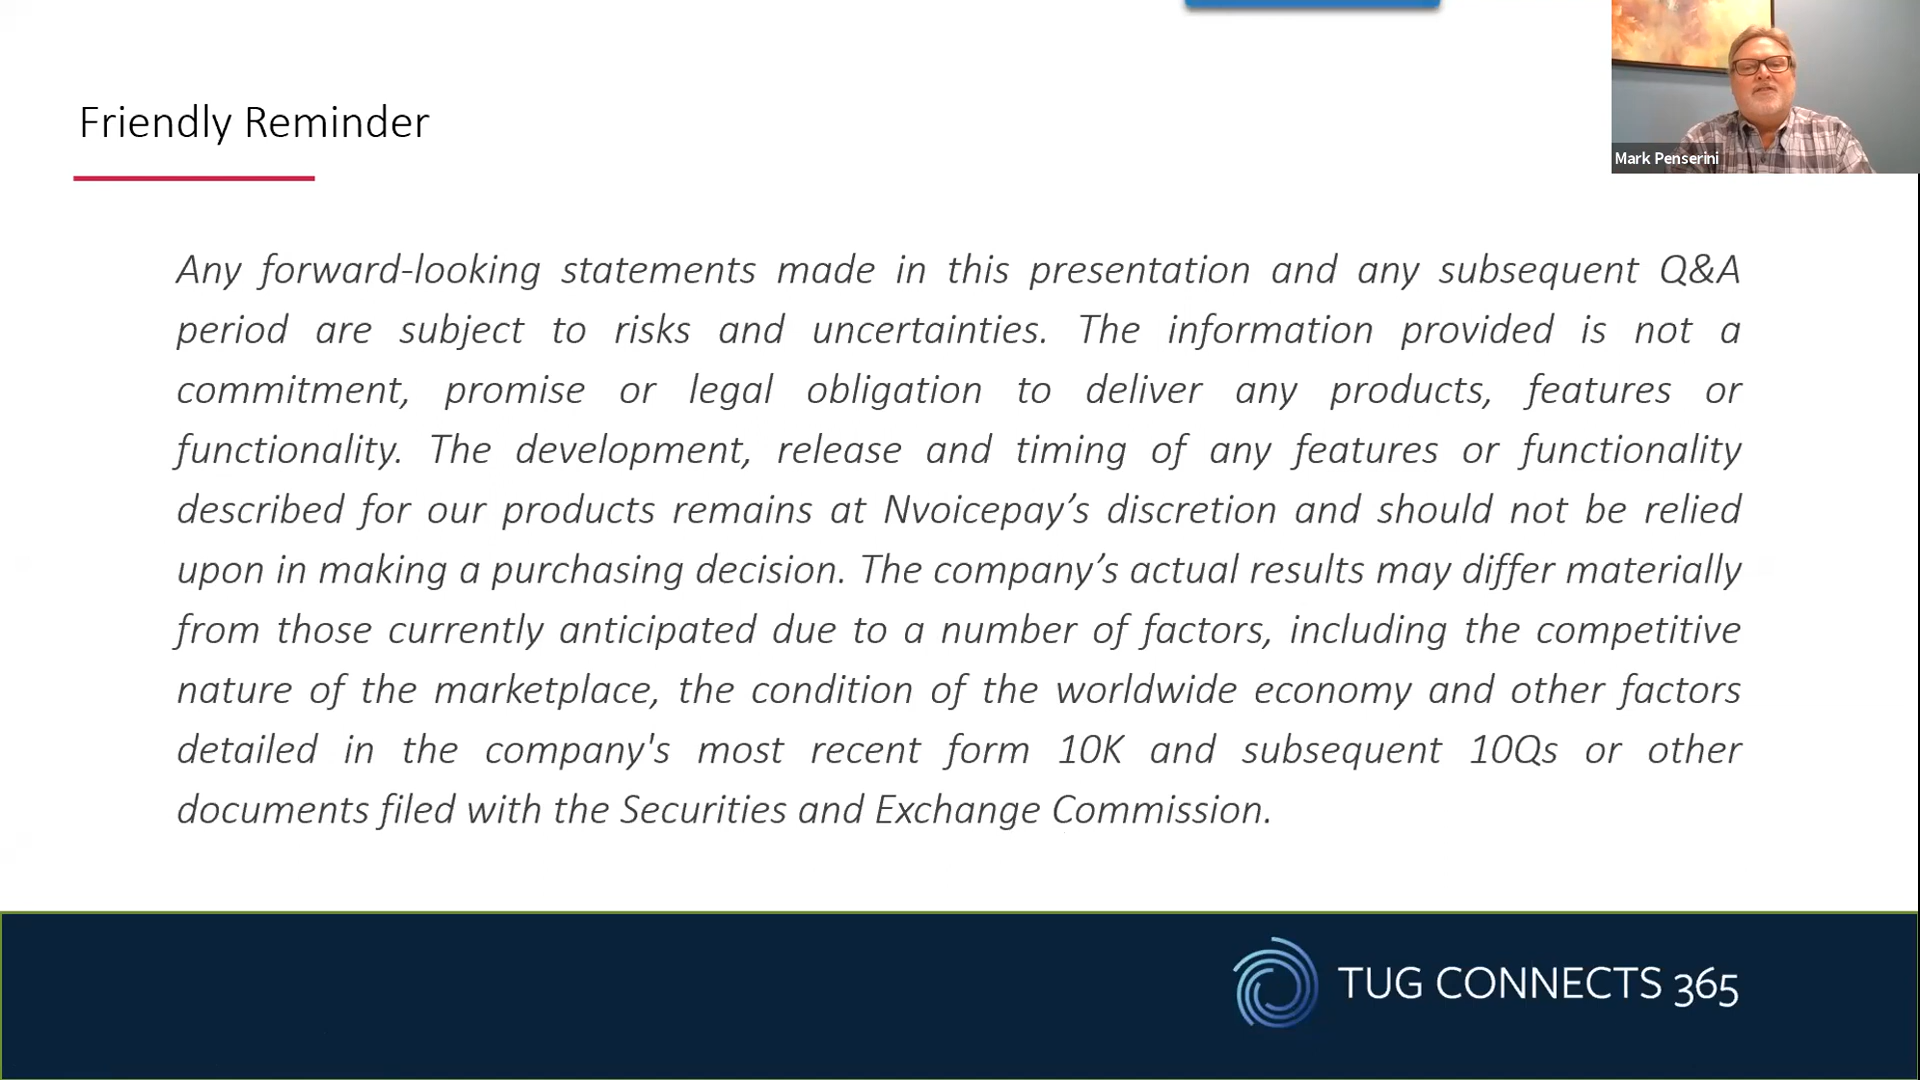 Friendly Reminder
Mark Penserini
Any forward-looking statements made in this presentation and any subsequent Q&A
period are subject to risks and uncertainties. The information provided is not a
commitment, promise or legal obligation to deliver any products, features or
functionality. The development, release and timing of any features or functionality
described for our products remains at Nvoicepay’s discretion and should not be relied
upon in making a purchasing decision. The company’s actual results may differ materially
from those currently anticipated due to a number of factors, including the competitive
nature of the marketplace, the condition of the worldwide economy and other factors
detailed in the company's most recent form 10K and subsequent 10Qs or other
documents filed with the Securities and Exchange Commission.
TUG CONNECTS 365